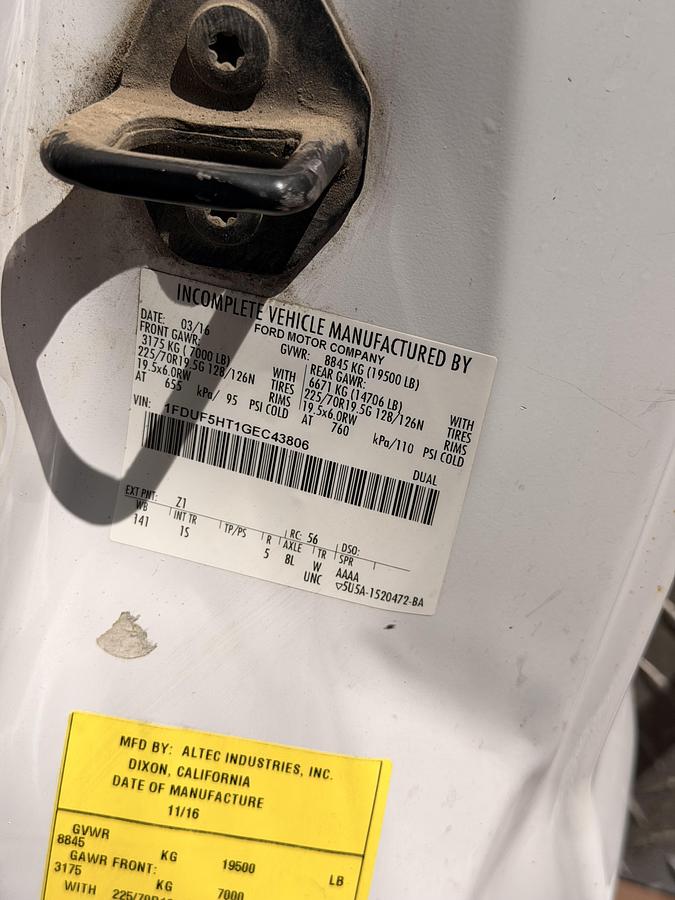 INCOMPLETE VEHICLE MANUFACTURED BY
FORD MOTOR COMPANY
DATE: 03/16 GVWR: 8845 KG (19500 LB)
FRONT GAWR: REAR GAWR:
3175 KG ( 7000 LB) 6671 KG (14706 LB)
225/70R19.5G 128/126N WITH TIRES 225/70R19.5G 128/126N WITH TIRES
19.5x6.0RW RIMS 19.5x6.0RW RIMS
AT 655 kPa/ 95 PSI COLD AT 760 kPa/110 PSI COLD
VIN: 1FDUF5HT1GEC43806
DUAL
EXT PNT: Z1 RC: 56 DSO:
WB INT TR TP/PS R AXLE TR SPR
141 1S 5 8L W AAAA
UNC ▽5U5A-1520472-BA
MFD BY: ALTEC INDUSTRIES, INC.
DIXON, CALIFORNIA
DATE OF MANUFACTURE
11/16
GVWR
8845 KG 19500 LB
GAWR FRONT:
3175 KG 7000
WITH